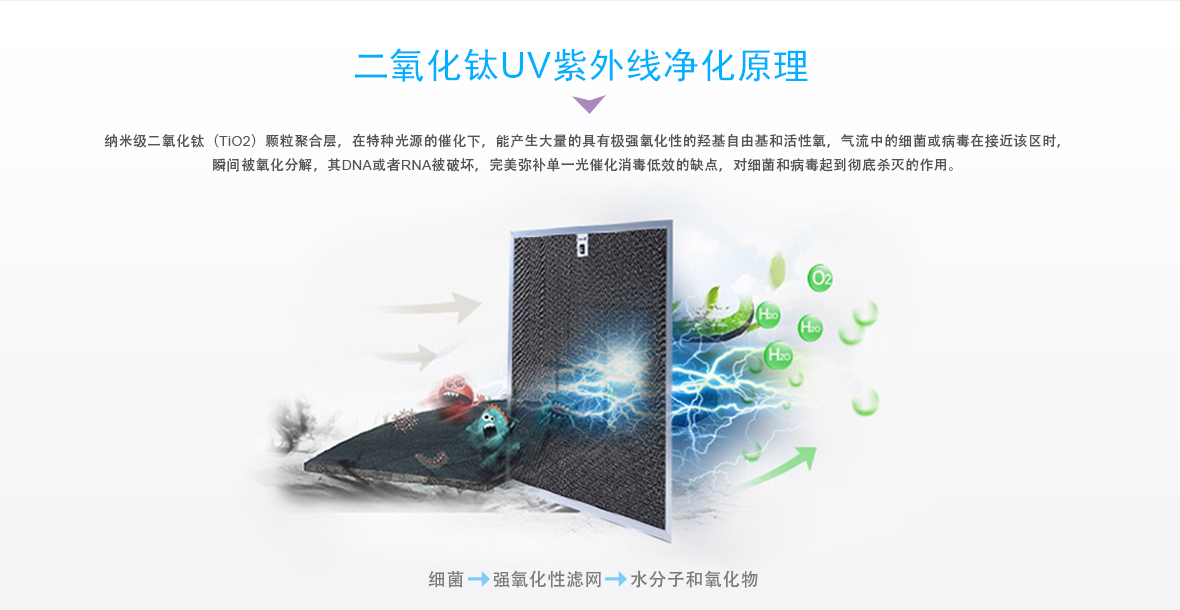 二氧化钛UV紫外线净化原理
纳米级二氧化钛（TiO2）颗粒聚合层，在特种光源的催化下，能产生大量的具有极强氧化性的羟基自由基和活性氧，气流中的细菌或病毒在接近该区时，
瞬间被氧化分解，其DNA或者RNA被破坏，完美弥补单一光催化消毒低效的缺点，对细菌和病毒起到彻底杀灭的作用。
O2
H2O
H2O
H2O
细菌→强氧化性滤网→水分子和氧化物